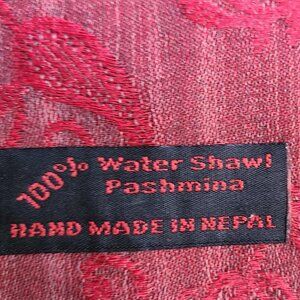 100% Water Shawl
Pashmina
HAND MADE IN NEPAL